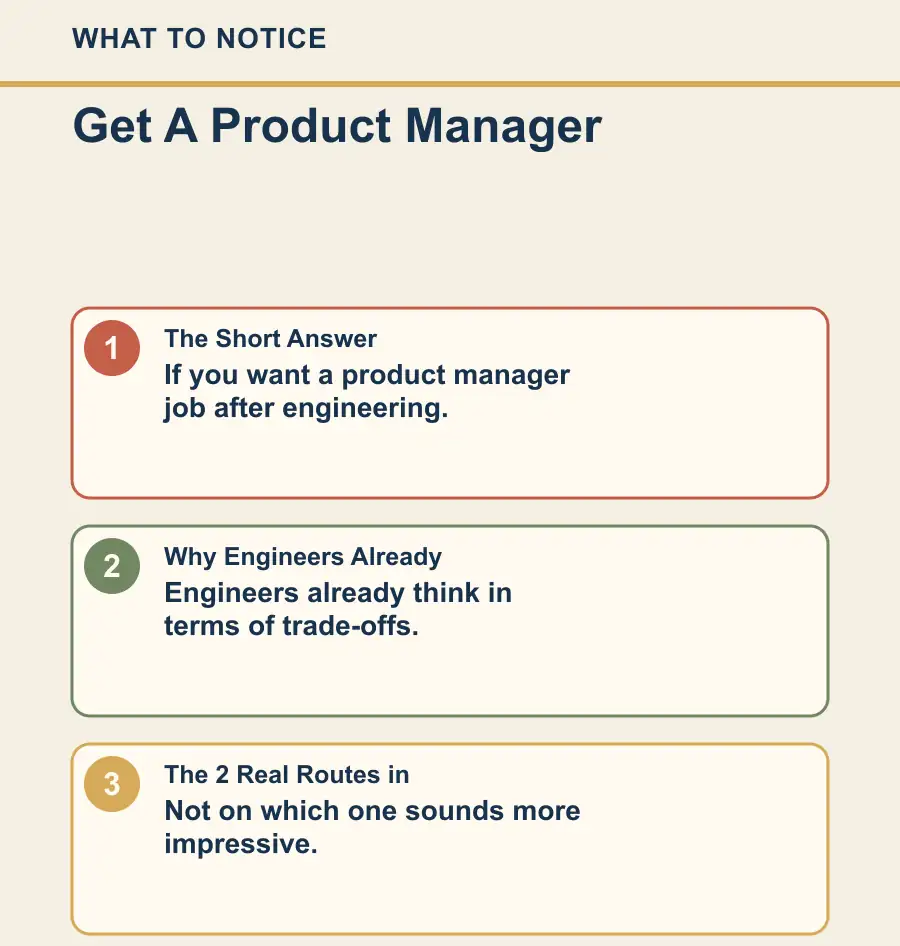 WHAT TO NOTICE
Get A Product Manager
1
The Short Answer
If you want a product manager
job after engineering.
2
Why Engineers Already
Engineers already think in
terms of trade-offs.
3
The 2 Real Routes in
Not on which one sounds more
impressive.